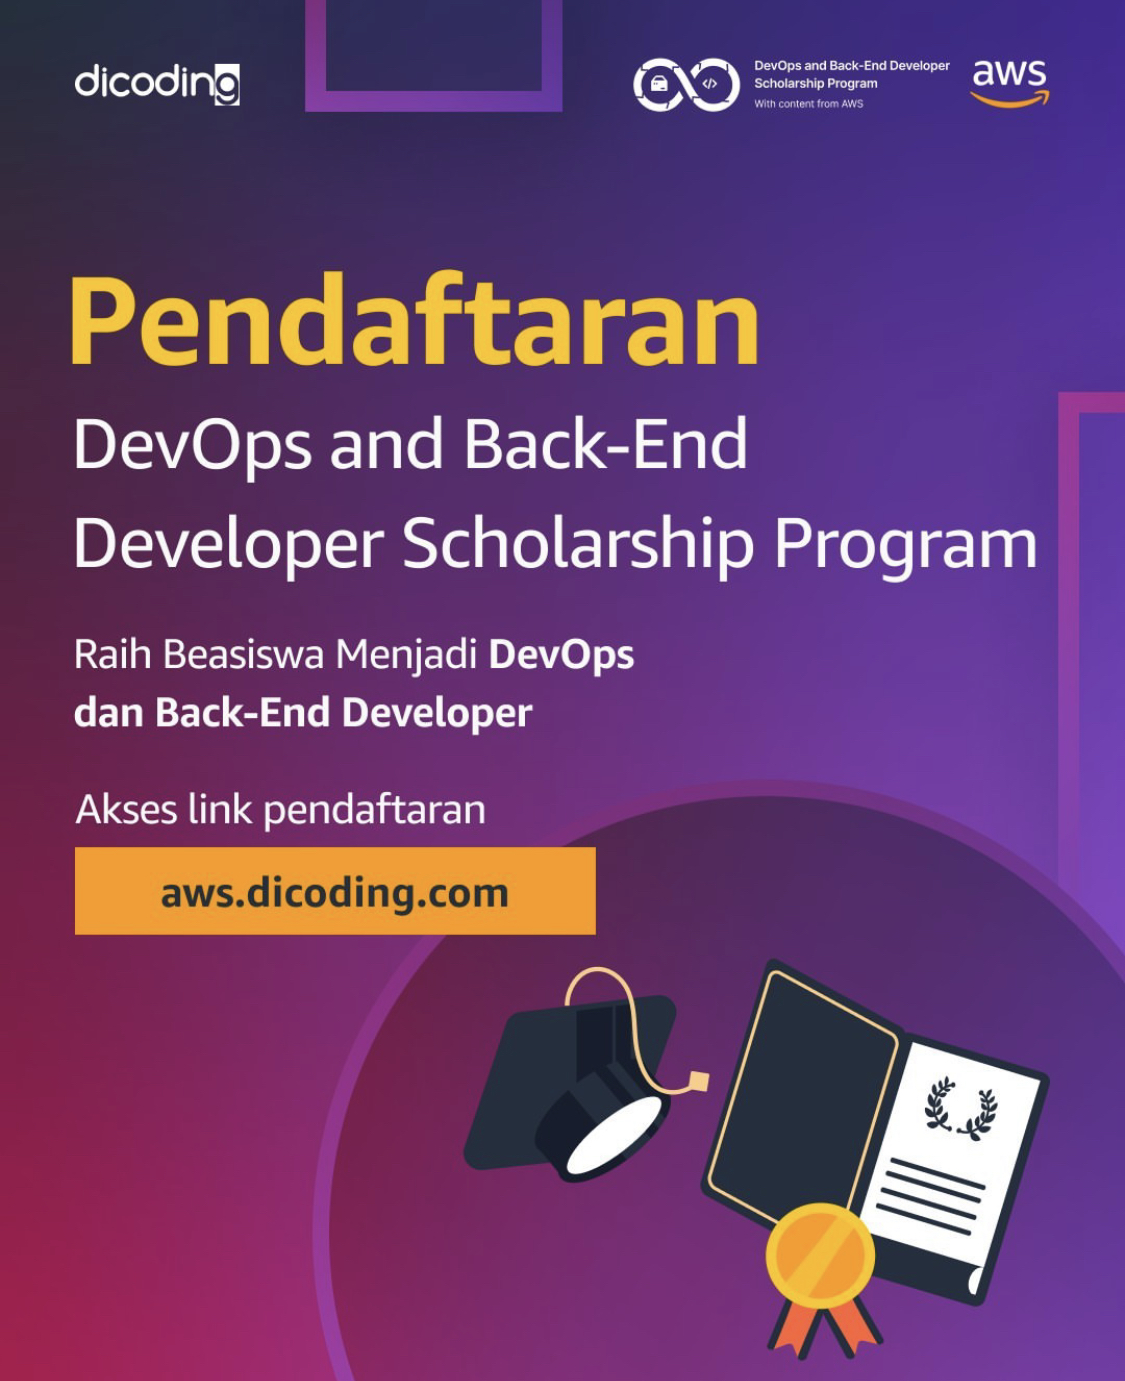 dicoding
DevOps and Back-End Developer
Scholarship Program
With content from AWS
aws
Pendaftaran
DevOps and Back-End
Developer Scholarship Program
Raih Beasiswa Menjadi DevOps
dan Back-End Developer
Akses link pendaftaran
aws.dicoding.com